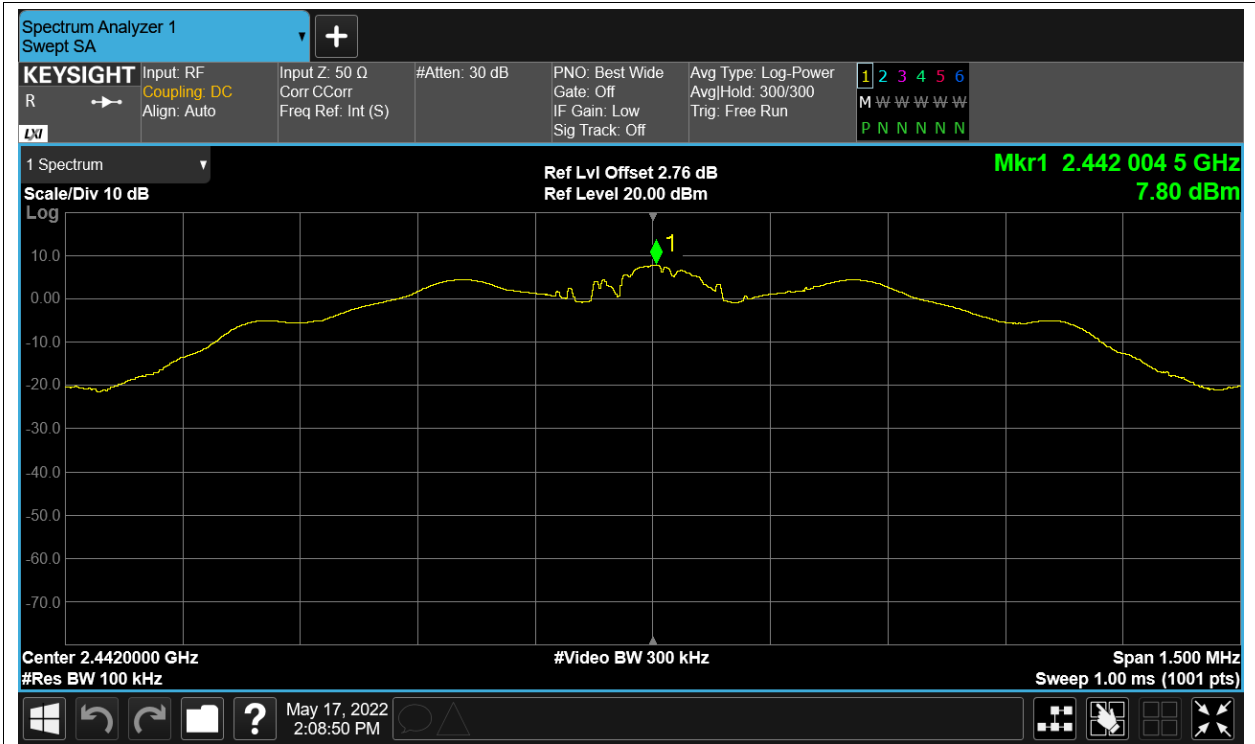 Spectrum Analyzer 1
Swept SA
KEYSIGHT
R
LXI
Input: RF
Coupling: DC
Align: Auto
Input Z: 50 Ω
Corr CCorr
Freq Ref: Int (S)
#Atten: 30 dB
PNO: Best Wide
Gate: Off
IF Gain: Low
Sig Track: Off
Avg Type: Log-Power
Avg|Hold: 300/300
Trig: Free Run
1 2 3 4 5 6
M W W W W W
P N N N N N
1 Spectrum
Scale/Div 10 dB
Log
Ref Lvl Offset 2.76 dB
Ref Level 20.00 dBm
Mkr1 2.442 004 5 GHz
7.80 dBm
1
10.0
0.00
-10.0
-20.0
-30.0
-40.0
-50.0
-60.0
-70.0
Center 2.4420000 GHz
#Res BW 100 kHz
#Video BW 300 kHz
Span 1.500 MHz
Sweep 1.00 ms (1001 pts)
?
May 17, 2022
2:08:50 PM